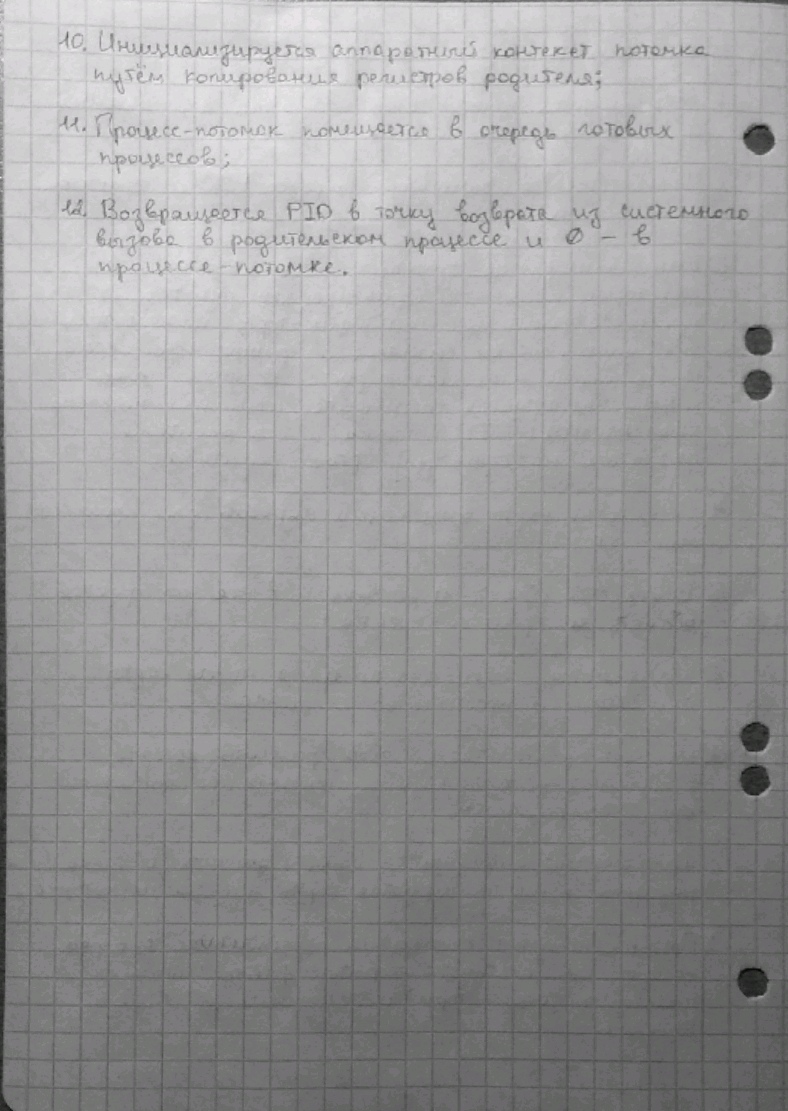 10. Инициализируется аппаратный контекст потомка
путём копирования регистров родителя;
11. Процесс-потомок помещается в очередь готовых
процессов;
12. Возвращается PID в точку возврата из системного
вызова в родительском процессе и 0 – в
процессе-потомке.